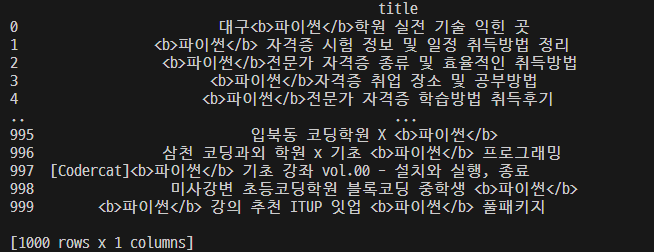 title
0 대구<b>파이썬</b>학원 실전 기술 익힌 곳
1 <b>파이썬</b> 자격증 시험 정보 및 일정 취득방법 정리
2 <b>파이썬</b>전문가 자격증 종류 및 효율적인 취득방법
3 <b>파이썬</b>자격증 취업 장소 및 공부방법
4 <b>파이썬</b>전문가 자격증 학습방법 취득후기
.. ...
995 입북동 코딩학원 X <b>파이썬</b>
996 삼천 코딩과외 학원 x 기초 <b>파이썬</b> 프로그래밍
997 [Codercat]<b>파이썬</b> 기초 강좌 vol.00 - 설치와 실행, 종료
998 미사강변 초등코딩학원 블록코딩 중학생 <b>파이썬</b>
999 <b>파이썬</b> 강의 추천 ITUP 잇업 <b>파이썬</b> 풀패키지
[1000 rows x 1 columns]